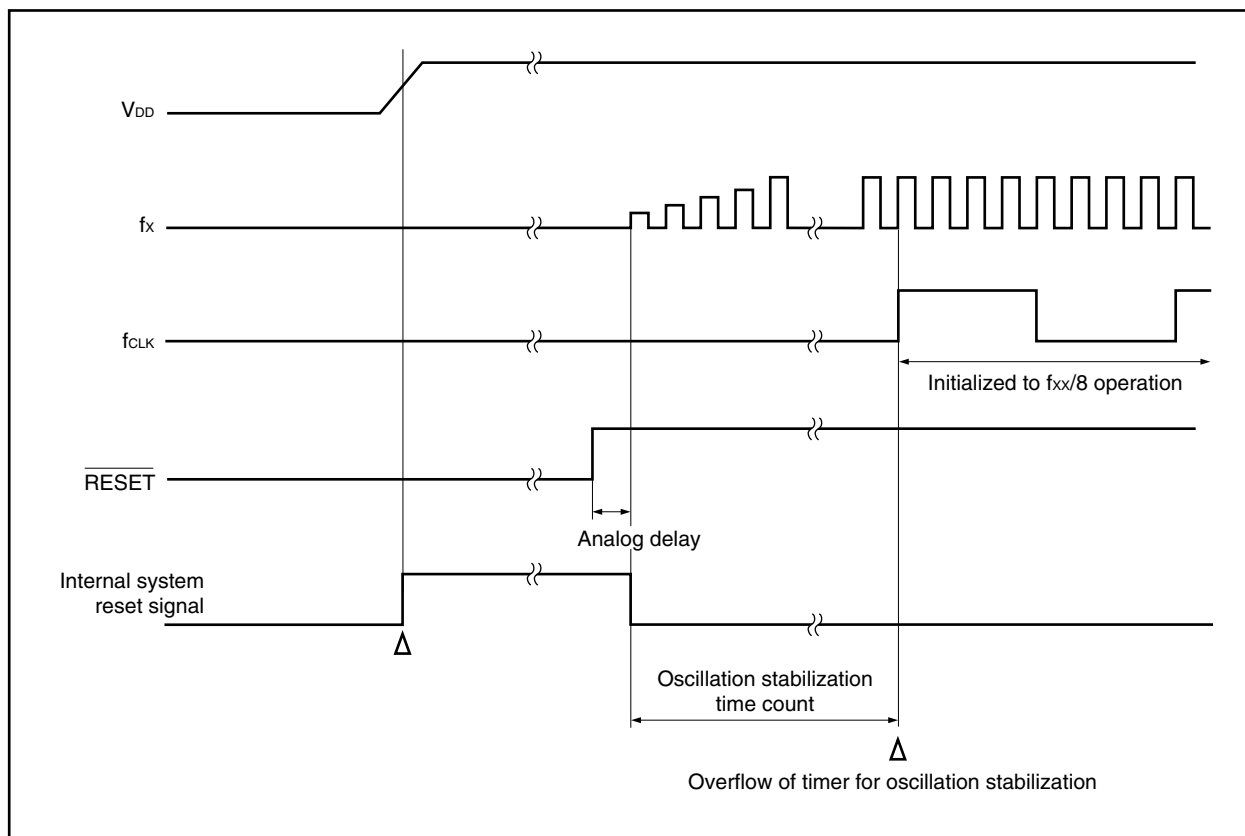 VDD
fX
fCLK
Initialized to fXX/8 operation
RESET
Analog delay
Internal system
reset signal
Oscillation stabilization
time count
Overflow of timer for oscillation stabilization